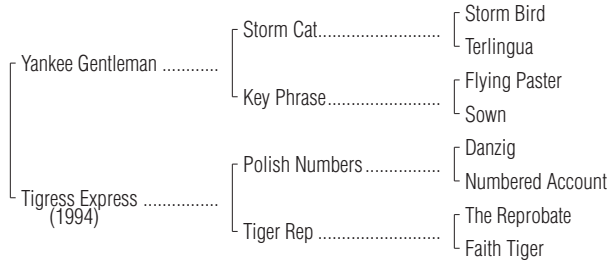 Storm Bird
Storm Cat..........................
Terlingua
Yankee Gentleman ............
Flying Paster
Key Phrase........................
Sown
Danzig
Polish Numbers................
Numbered Account
Tigress Express ................
(1994)
The Reprobate
Tiger Rep ..........................
Faith Tiger